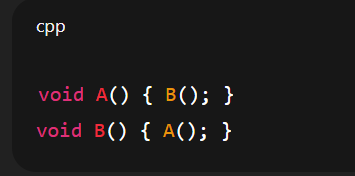 cpp
void A() { B(); }
void B() { A(); }